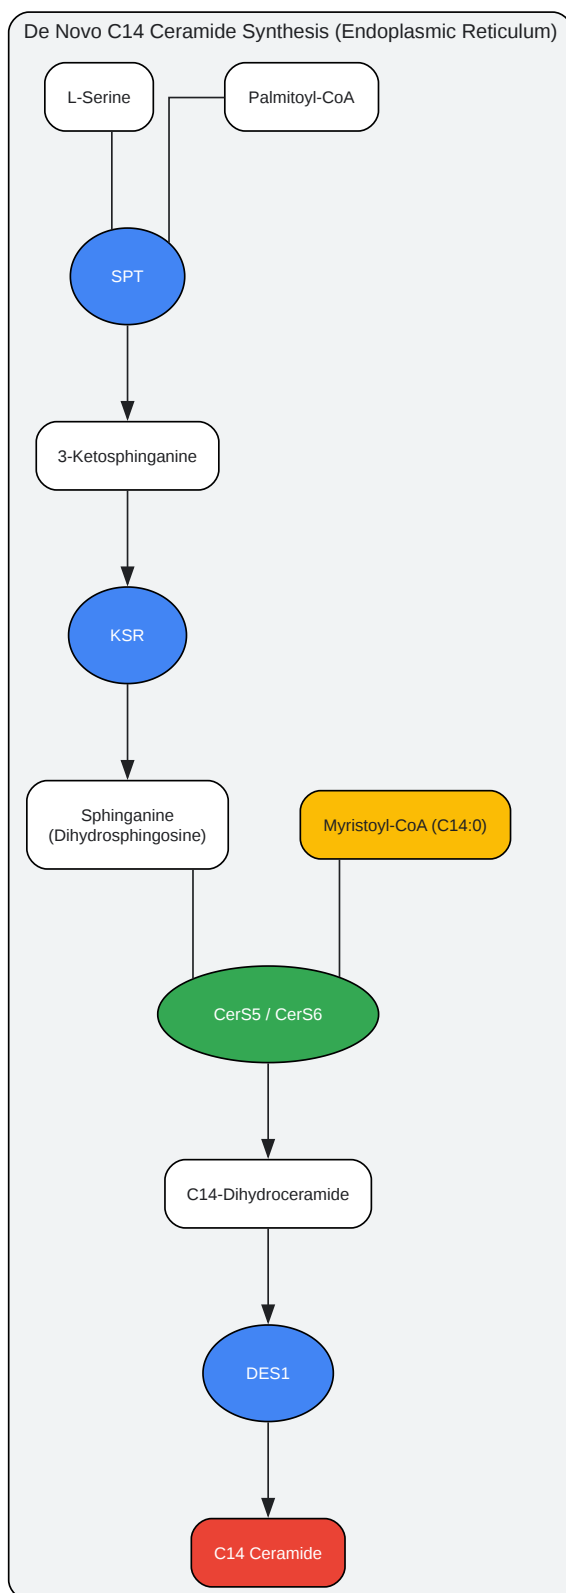 De Novo C14 Ceramide Synthesis (Endoplasmic Reticulum)
L-Serine
Palmitoyl-CoA
SPT
3-Ketosphinganine
KSR
Sphinganine
(Dihydrosphingosine)
Myristoyl-CoA (C14:0)
CerS5 / CerS6
C14-Dihydroceramide
DES1
C14 Ceramide